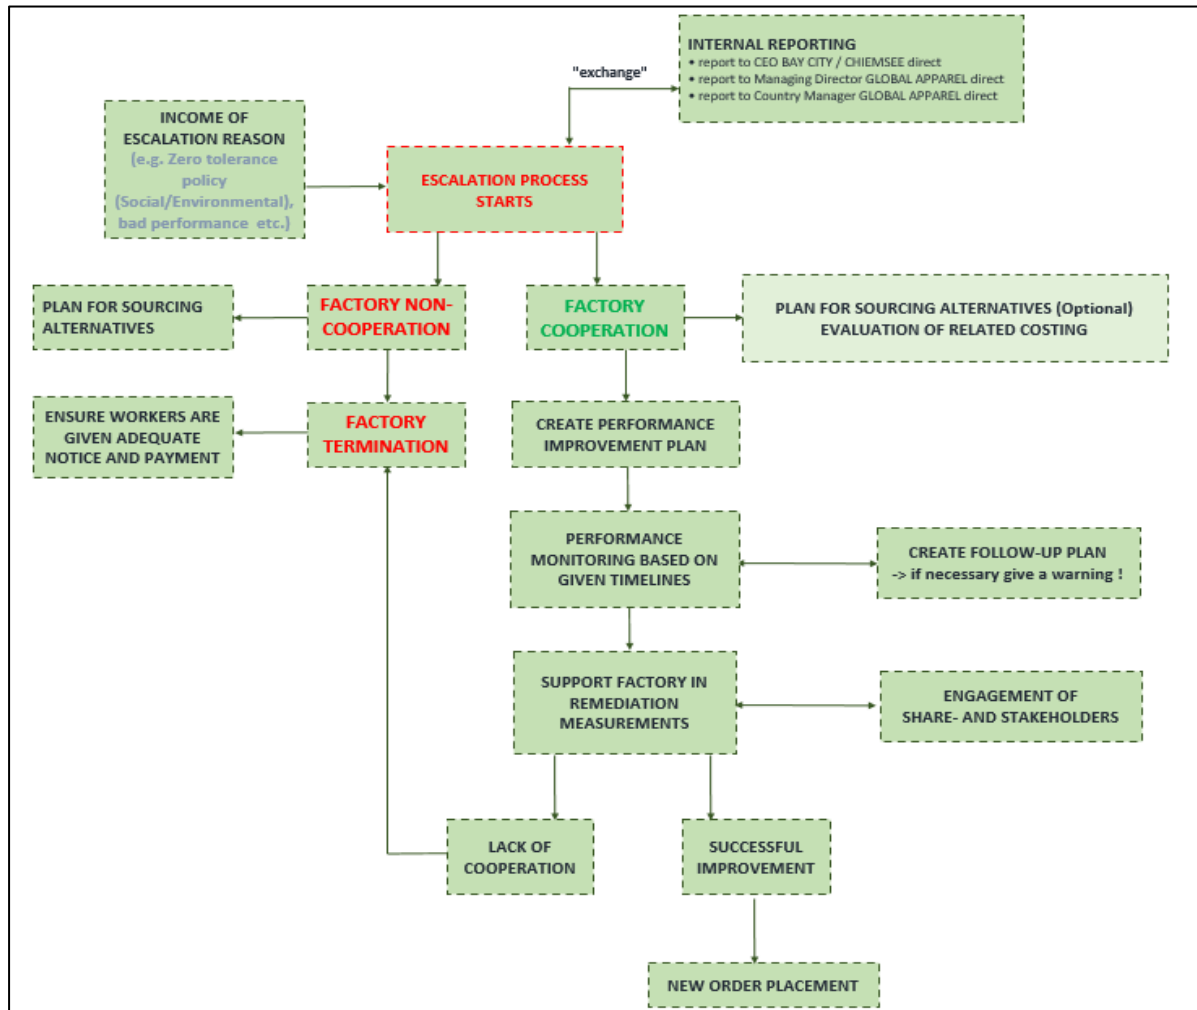 INTERNAL REPORTING
• report to CEO BAY CITY / CHIEMSEE direct
• report to Managing Director GLOBAL APPAREL direct
• report to Country Manager GLOBAL APPAREL direct
"exchange"
INCOME OF
ESCALATION REASON
(e.g. Zero tolerance
policy
(Social/Environmental),
bad performance etc.)
ESCALATION PROCESS
STARTS
PLAN FOR SOURCING
ALTERNATIVES
FACTORY NON-
COOPERATION
FACTORY
COOPERATION
PLAN FOR SOURCING ALTERNATIVES (Optional)
EVALUATION OF RELATED COSTING
ENSURE WORKERS ARE
GIVEN ADEQUATE
NOTICE AND PAYMENT
FACTORY
TERMINATION
CREATE PERFORMANCE
IMPROVEMENT PLAN
PERFORMANCE
MONITORING BASED ON
GIVEN TIMELINES
CREATE FOLLOW-UP PLAN
-> if necessary give a warning !
SUPPORT FACTORY IN
REMEDIATION
MEASUREMENTS
ENGAGEMENT OF
SHARE- AND STAKEHOLDERS
LACK OF
COOPERATION
SUCCESSFUL
IMPROVEMENT
NEW ORDER PLACEMENT